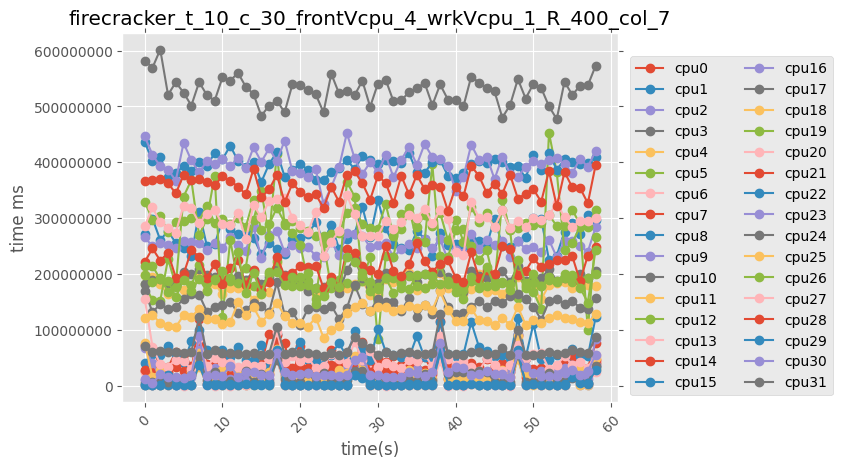 firecracker_t_10_c_30_frontVcpu_4_wrkVcpu_1_R_400_col_7
600000000
500000000
400000000
300000000
200000000
100000000
0
time ms
0 10 20 30 40 50 60
time(s)
cpu0 cpu16
cpu1 cpu17
cpu2 cpu18
cpu3 cpu19
cpu4 cpu20
cpu5 cpu21
cpu6 cpu22
cpu7 cpu23
cpu8 cpu24
cpu9 cpu25
cpu10 cpu26
cpu11 cpu27
cpu12 cpu28
cpu13 cpu29
cpu14 cpu30
cpu15 cpu31